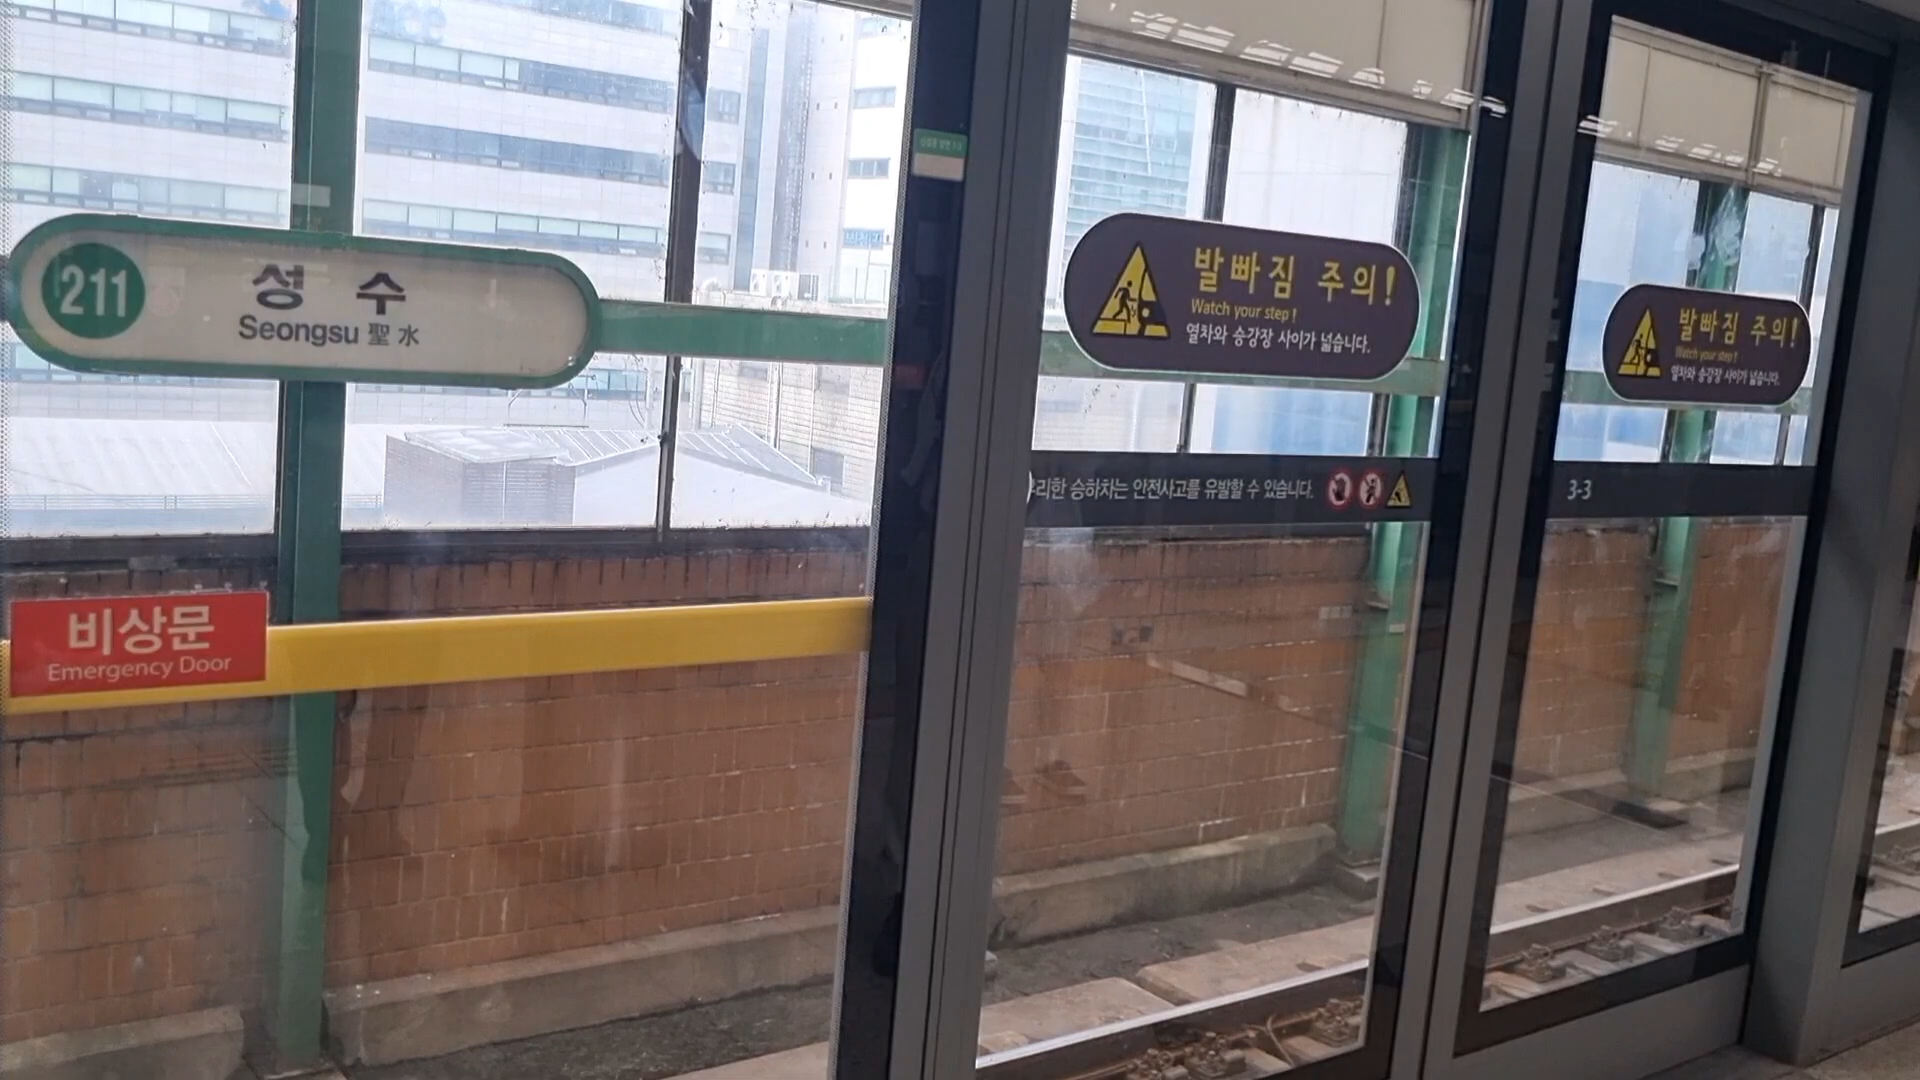 211
성수
Seongsu 聖水
비상문
Emergency Door
발빠짐 주의!
Watch your step !
열차와 승강장 사이가 넓습니다.
승하차는 안전사고를 유발할 수 있습니다.
발빠짐 주의!
Watch your step !
열차와 승강장 사이가 넓습니다.
3-3